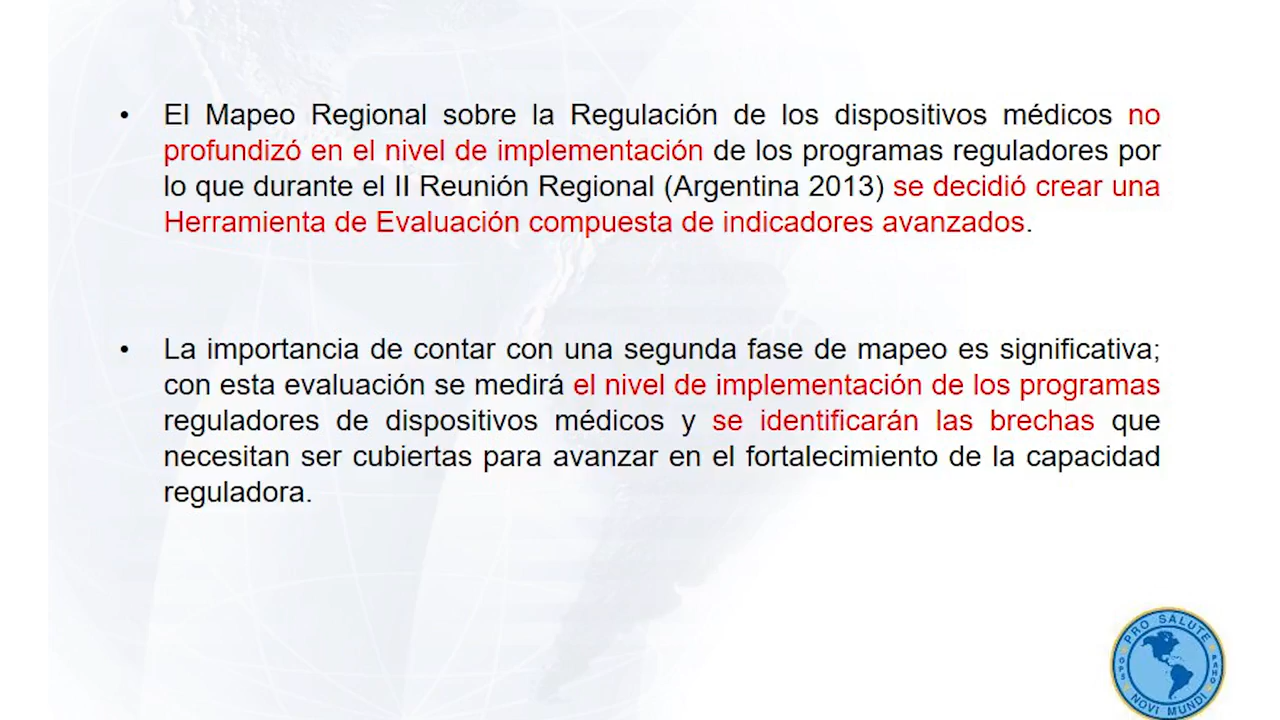 • El Mapeo Regional sobre la Regulación de los dispositivos médicos no
profundizó en el nivel de implementación de los programas reguladores por
lo que durante el II Reunión Regional (Argentina 2013) se decidió crear una
Herramienta de Evaluación compuesta de indicadores avanzados.
• La importancia de contar con una segunda fase de mapeo es significativa;
con esta evaluación se medirá el nivel de implementación de los programas
reguladores de dispositivos médicos y se identificarán las brechas que
necesitan ser cubiertas para avanzar en el fortalecimiento de la capacidad
reguladora.
PRO SALUTE
OPS
PAHO
NOVI MUNDI